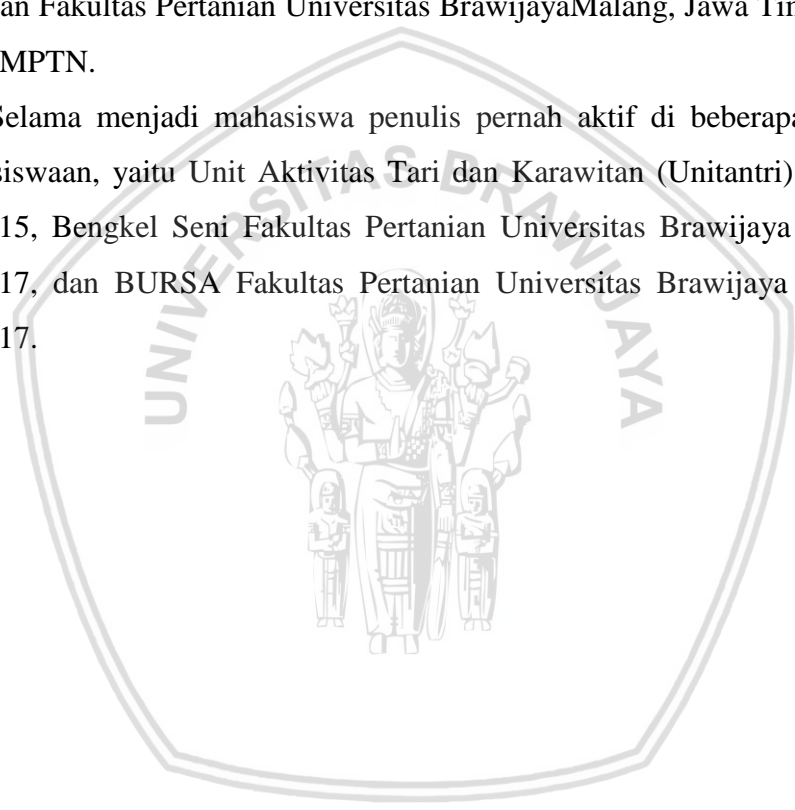 an Fakultas Pertanian Universitas BrawijayaMalang, Jawa Tin
MPTN.
Selama menjadi mahasiswa penulis pernah aktif di beberapa
siswaan, yaitu Unit Aktivitas Tari dan Karawitan (Unitantri)
15, Bengkel Seni Fakultas Pertanian Universitas Brawijaya
17, dan BURSA Fakultas Pertanian Universitas Brawijaya
17.
UNIVERSITAS BRAWIJAYA